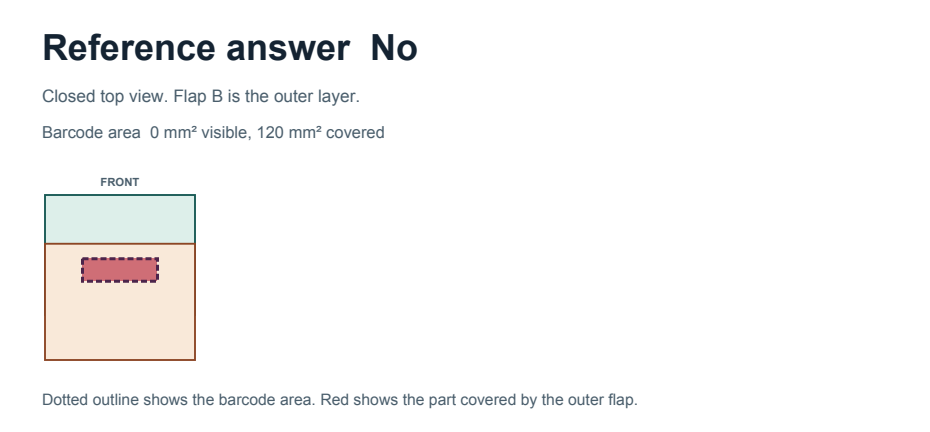 Reference answer  No
Closed top view. Flap B is the outer layer.
Barcode area  0 mm² visible, 120 mm² covered
FRONT
Dotted outline shows the barcode area. Red shows the part covered by the outer flap.